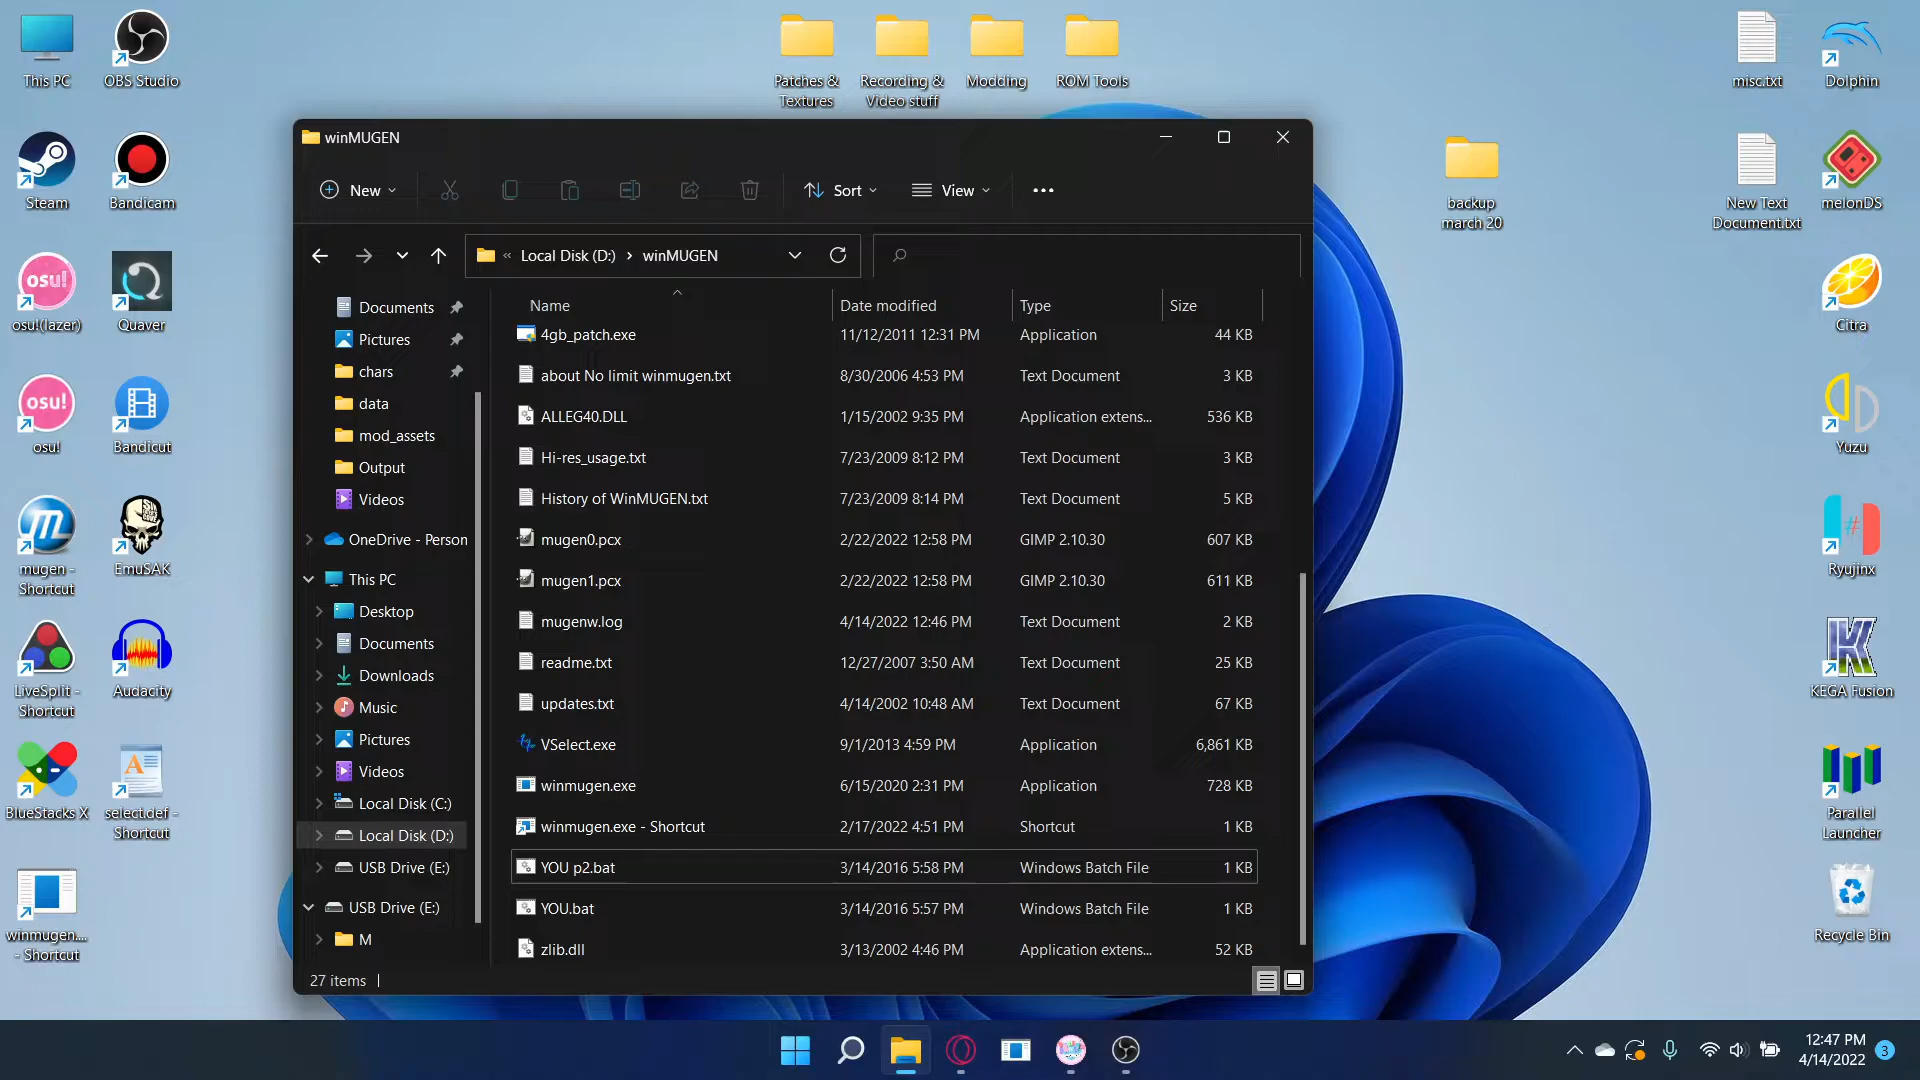 This PC
OBS Studio
Patches &
Textures
Recording &
Video stuff
Modding
ROM Tools
misc.txt
Dolphin
Steam
Bandicam
backup
march 20
New Text
Document.txt
melonDS
osu!
osu!(lazer)
Quaver
Citra
osu!
osu!
Bandicut
Yuzu
mugen -
Shortcut
EmuSAK
Ryujinx
LiveSplit -
Shortcut
Audacity
KEGA Fusion
BlueStacks X
select.def -
Shortcut
Parallel
Launcher
winmugen....
- Shortcut
Recycle Bin
winMUGEN
New
Sort
View
« Local Disk (D:) > winMUGEN
Documents
Pictures
chars
data
mod_assets
Output
Videos
OneDrive - Person
This PC
Desktop
Documents
Downloads
Music
Pictures
Videos
Local Disk (C:)
Local Disk (D:)
USB Drive (E:)
USB Drive (E:)
M
Name Date modified Type Size
4gb_patch.exe 11/12/2011 12:31 PM Application 44 KB
about No limit winmugen.txt 8/30/2006 4:53 PM Text Document 3 KB
ALLEG40.DLL 1/15/2002 9:35 PM Application extens... 536 KB
Hi-res_usage.txt 7/23/2009 8:12 PM Text Document 3 KB
History of WinMUGEN.txt 7/23/2009 8:14 PM Text Document 5 KB
mugen0.pcx 2/22/2022 12:58 PM GIMP 2.10.30 607 KB
mugen1.pcx 2/22/2022 12:58 PM GIMP 2.10.30 611 KB
mugenw.log 4/14/2022 12:46 PM Text Document 2 KB
readme.txt 12/27/2007 3:50 AM Text Document 25 KB
updates.txt 4/14/2002 10:48 AM Text Document 67 KB
VSelect.exe 9/1/2013 4:59 PM Application 6,861 KB
winmugen.exe 6/15/2020 2:31 PM Application 728 KB
winmugen.exe - Shortcut 2/17/2022 4:51 PM Shortcut 1 KB
YOU p2.bat 3/14/2016 5:58 PM Windows Batch File 1 KB
YOU.bat 3/14/2016 5:57 PM Windows Batch File 1 KB
zlib.dll 3/13/2002 4:46 PM Application extens... 52 KB
27 items
12:47 PM
4/14/2022
3